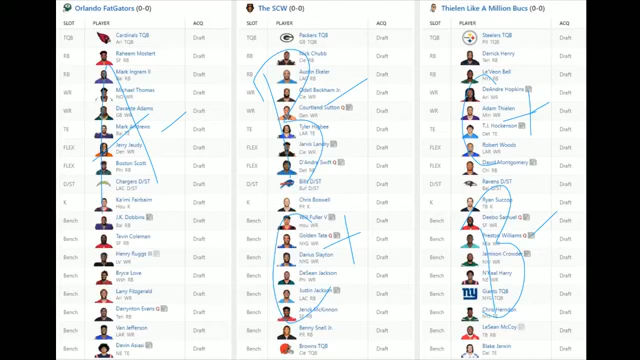 Orlando FatGators (0-0)
SLOT PLAYER ACQ
TQB Cardinals TQB Draft
Ari TQB
RB Raheem Mostert Draft
SF RB
RB Mark Ingram II Draft
Bal RB
WR Michael Thomas Draft
NO WR
WR Davante Adams Draft
GB WR
TE Mark Andrews Draft
Bal TE
FLEX Jerry Jeudy Draft
Den WR
FLEX Boston Scott Draft
Phi RB
D/ST Chargers D/ST Draft
LAC D/ST
K Ka'imi Fairbairn Draft
Hou K
Bench J.K. Dobbins Draft
Bal RB
Bench Tevin Coleman Draft
SF RB
Bench Henry Ruggs III Draft
LV WR
Bench Bryce Love Draft
Wsh RB
Bench Larry Fitzgerald Draft
Ari WR
Bench Darrynton Evans Draft
Ten RB
Bench Van Jefferson Draft
LAR WR
Bench Devin Asiasi Draft
NE TE
The SCW (0-0)
SLOT PLAYER ACQ
TQB Packers TQB Draft
GB TQB
RB Nick Chubb Draft
Cle RB
RB Austin Ekeler Draft
LAC RB
WR Odell Beckham Jr. Draft
Cle WR
WR Courtland Sutton Q Draft
Den WR
TE Tyler Higbee Draft
LAR TE
FLEX Jarvis Landry Draft
Cle WR
FLEX D'Andre Swift Q Draft
Det RB
D/ST Bills D/ST Draft
Buf D/ST
K Chris Boswell Draft
Pit K
Bench Will Fuller V Draft
Hou WR
Bench Golden Tate Q Draft
NYG WR
Bench Darius Slayton Draft
NYG WR
Bench DeSean Jackson Draft
Phi WR
Bench Justin Jackson Draft
LAC RB
Bench Jerick McKinnon Draft
SF RB
Bench Benny Snell Jr. Draft
Pit RB
Bench Browns TQB Draft
Cle TQB
Thielen Like A Million Bucs (0-0)
SLOT PLAYER ACQ
TQB Steelers TQB Draft
Pit TQB
RB Derrick Henry Draft
Ten RB
RB Le'Veon Bell Draft
NYJ RB
WR DeAndre Hopkins Draft
Ari WR
WR Adam Thielen Draft
Min WR
TE T.J. Hockenson Draft
Det TE
FLEX Robert Woods Draft
LAR WR
FLEX David Montgomery Draft
Chi RB
D/ST Ravens D/ST Draft
Bal D/ST
K Ryan Succop Draft
TB K
Bench Deebo Samuel Q Draft
SF WR
Bench Preston Williams Q Draft
Mia WR
Bench Jamison Crowder Draft
NYJ WR
Bench N'Keal Harry Draft
NE WR
Bench Giants TQB Draft
NYG TQB
Bench Chris Herndon Draft
NYJ TE
Bench LeSean McCoy Draft
TB RB
Bench Blake Jarwin Draft
Dal TE